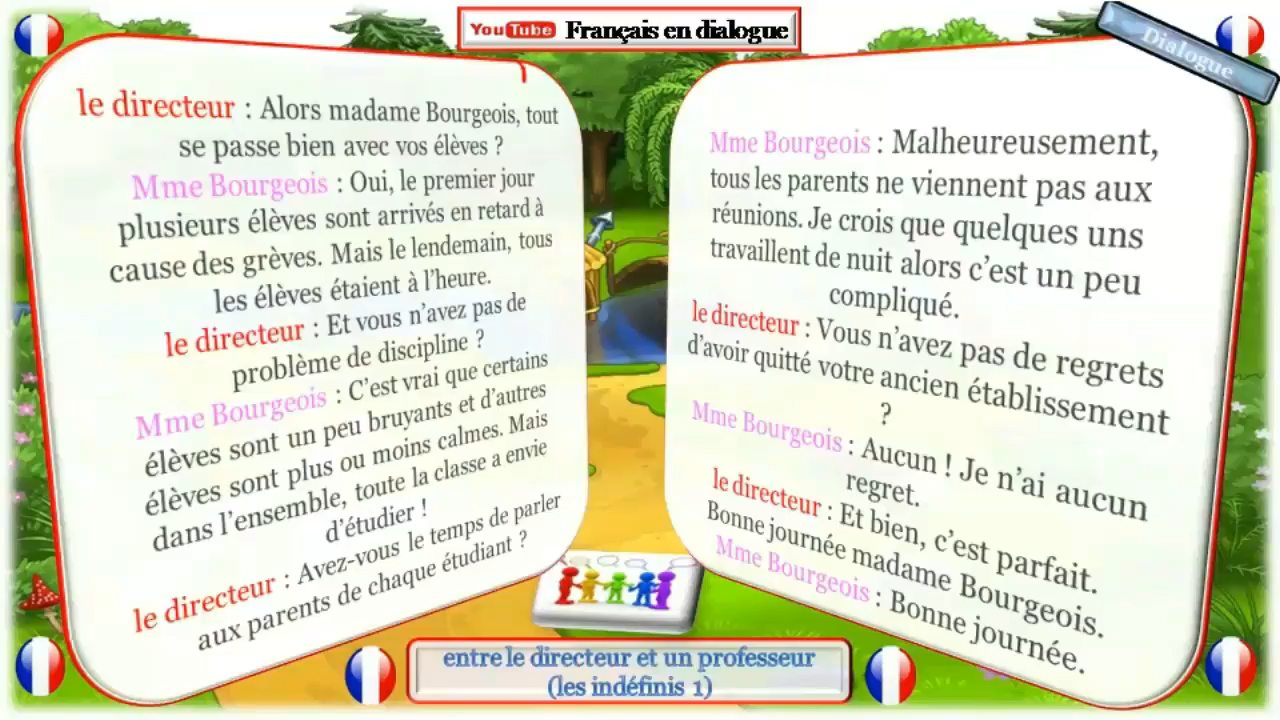 YouTube Français en dialogue
Dialogue
le directeur : Alors madame Bourgeois, tout
se passe bien avec vos élèves ?
Mme Bourgeois : Oui, le premier jour
plusieurs élèves sont arrivés en retard à
cause des grèves. Mais le lendemain, tous
les élèves étaient à l’heure.
le directeur : Et vous n’avez pas de
problème de discipline ?
Mme Bourgeois : C’est vrai que certains
élèves sont un peu bruyants et d’autres
élèves sont plus ou moins calmes. Mais
dans l’ensemble, toute la classe a envie
d’étudier !
le directeur : Avez-vous le temps de parler
aux parents de chaque étudiant ?
Mme Bourgeois : Malheureusement,
tous les parents ne viennent pas aux
réunions. Je crois que quelques uns
travaillent de nuit alors c’est un peu
compliqué.
le directeur : Vous n’avez pas de regrets
d’avoir quitté votre ancien établissement
?
Mme Bourgeois : Aucun ! Je n’ai aucun
regret.
le directeur : Et bien, c’est parfait.
Bonne journée madame Bourgeois.
Mme Bourgeois : Bonne journée.
entre le directeur et un professeur
(les indéfinis 1)